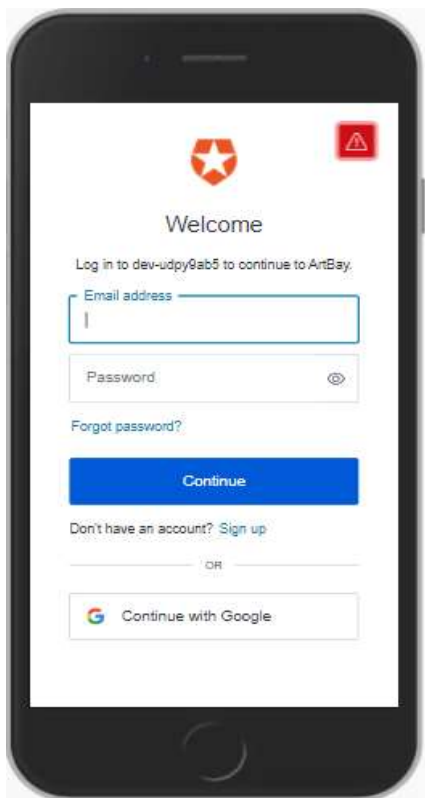 Welcome
Log in to dev-udpy9ab5 to continue to ArtBay.
Email address
Password
Forgot password?
Continue
Don't have an account? Sign up
OR
Continue with Google